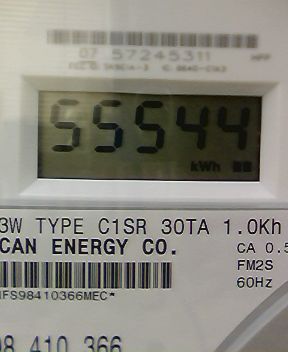 07 57245311
55544
kWh
3W TYPE C1SR 30TA 1.0Kh
CAN ENERGY CO.
CA 0.5
FM2S
60Hz
IFS98410366MEC*
08 410 366